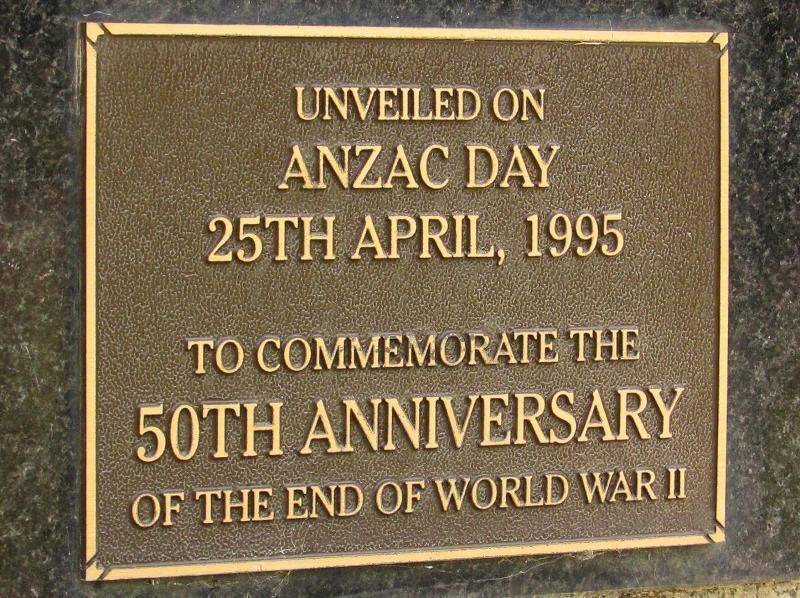 UNVEILED ON
ANZAC DAY
25TH APRIL, 1995
TO COMMEMORATE THE
50TH ANNIVERSARY
OF THE END OF WORLD WAR II